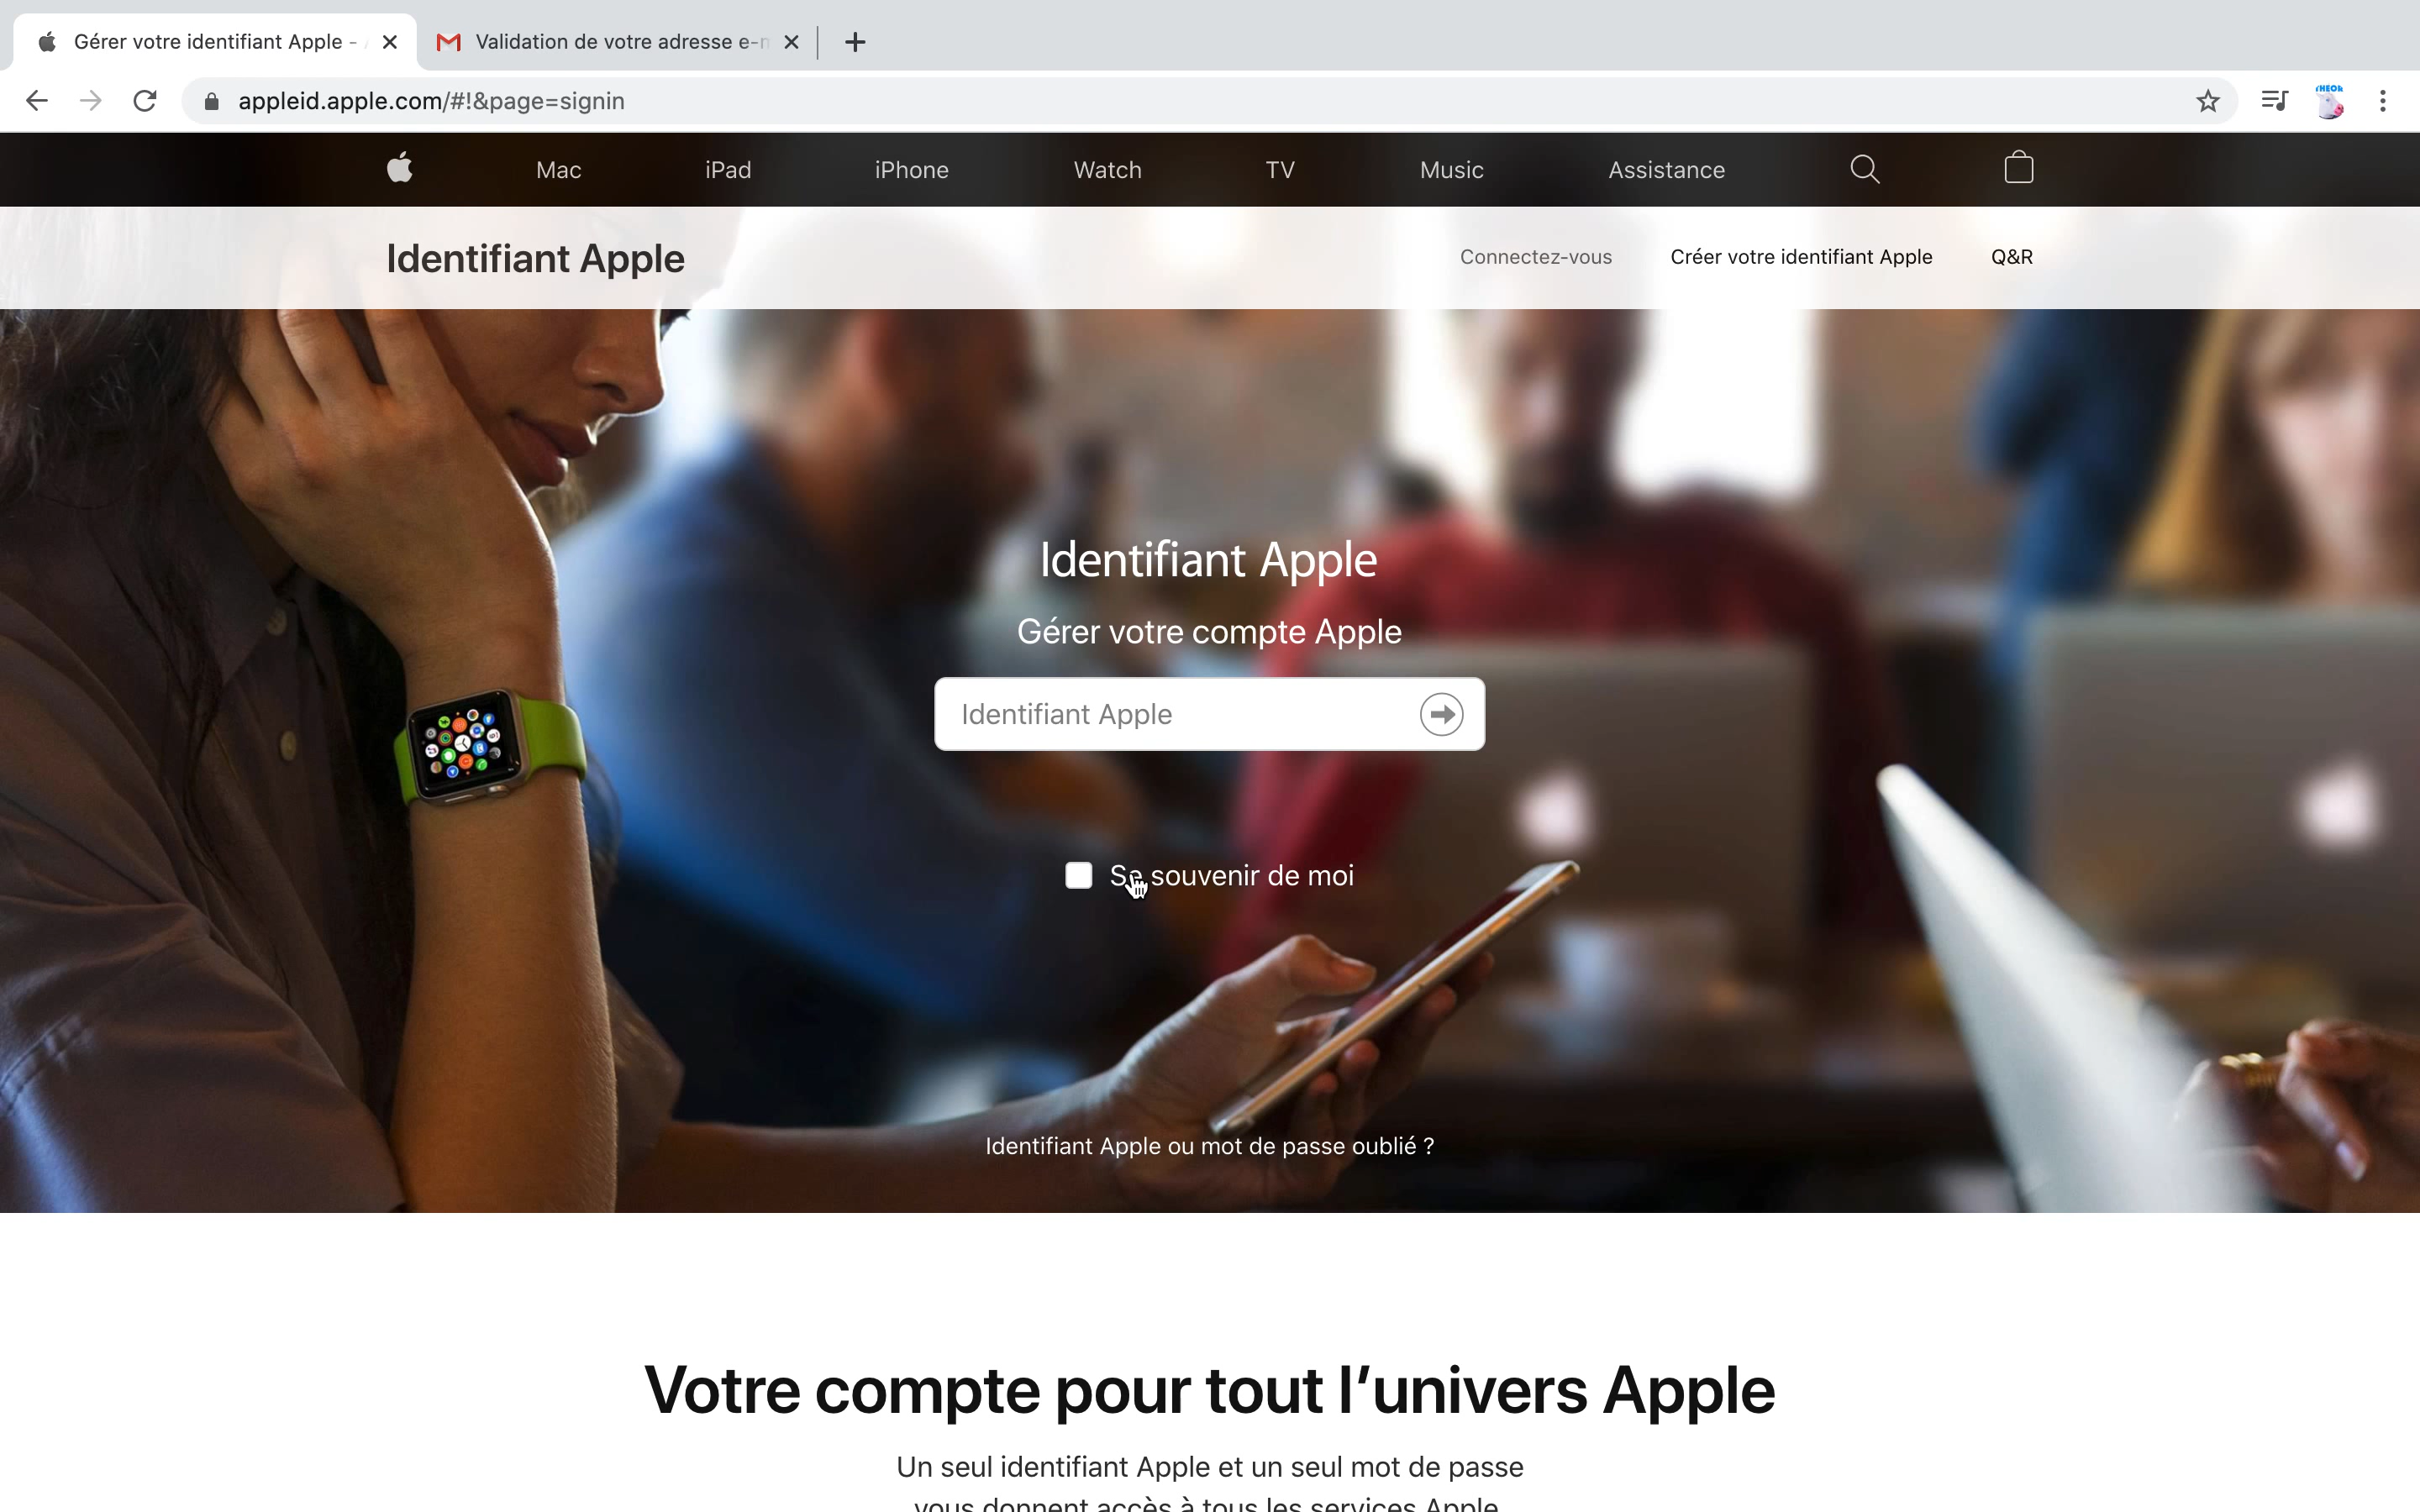 Gérer votre identifiant Apple -
Validation de votre adresse e-m
appleid.apple.com/#!&page=signin
Mac iPad iPhone Watch TV Music Assistance
Identifiant Apple
Connectez-vous Créer votre identifiant Apple Q&R
Identifiant Apple
Gérer votre compte Apple
Identifiant Apple
Se souvenir de moi
Identifiant Apple ou mot de passe oublié ?
Votre compte pour tout l’univers Apple
Un seul identifiant Apple et un seul mot de passe
vous donnent accès à tous les services Apple.